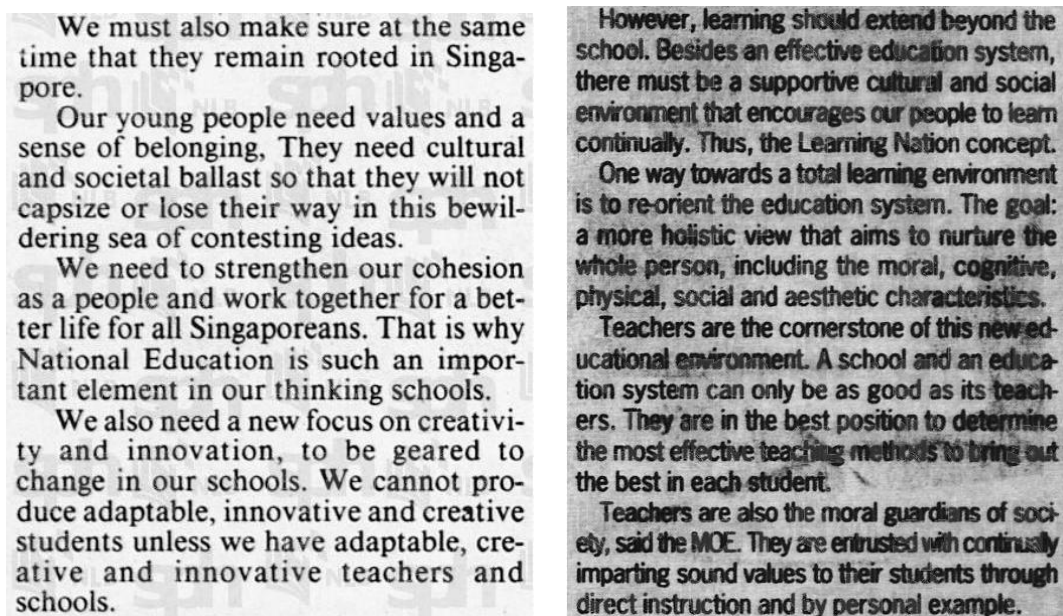 We must also make sure at the same
time that they remain rooted in Singa-
pore.
Our young people need values and a
sense of belonging, They need cultural
and societal ballast so that they will not
capsize or lose their way in this bewil-
dering sea of contesting ideas.
We need to strengthen our cohesion
as a people and work together for a bet-
ter life for all Singaporeans. That is why
National Education is such an impor-
tant element in our thinking schools.
We also need a new focus on creativi-
ty and innovation, to be geared to
change in our schools. We cannot pro-
duce adaptable, innovative and creative
students unless we have adaptable, cre-
ative and innovative teachers and
schools.
However, learning should extend beyond the
school. Besides an effective education system,
there must be a supportive cultural and social
environment that encourages our people to learn
continually. Thus, the Learning Nation concept.
One way towards a total learning environment
is to re-orient the education system. The goal:
a more holistic view that aims to nurture the
whole person, including the moral, cognitive,
physical, social and aesthetic characteristics.
Teachers are the cornerstone of this new ed-
ucational environment. A school and an educa-
tion system can only be as good as its teach-
ers. They are in the best position to determine
the most effective teaching methods to bring out
the best in each student.
Teachers are also the moral guardians of soci-
ety, said the MOE. They are entrusted with continually
imparting sound values to their students through
direct instruction and by personal example.